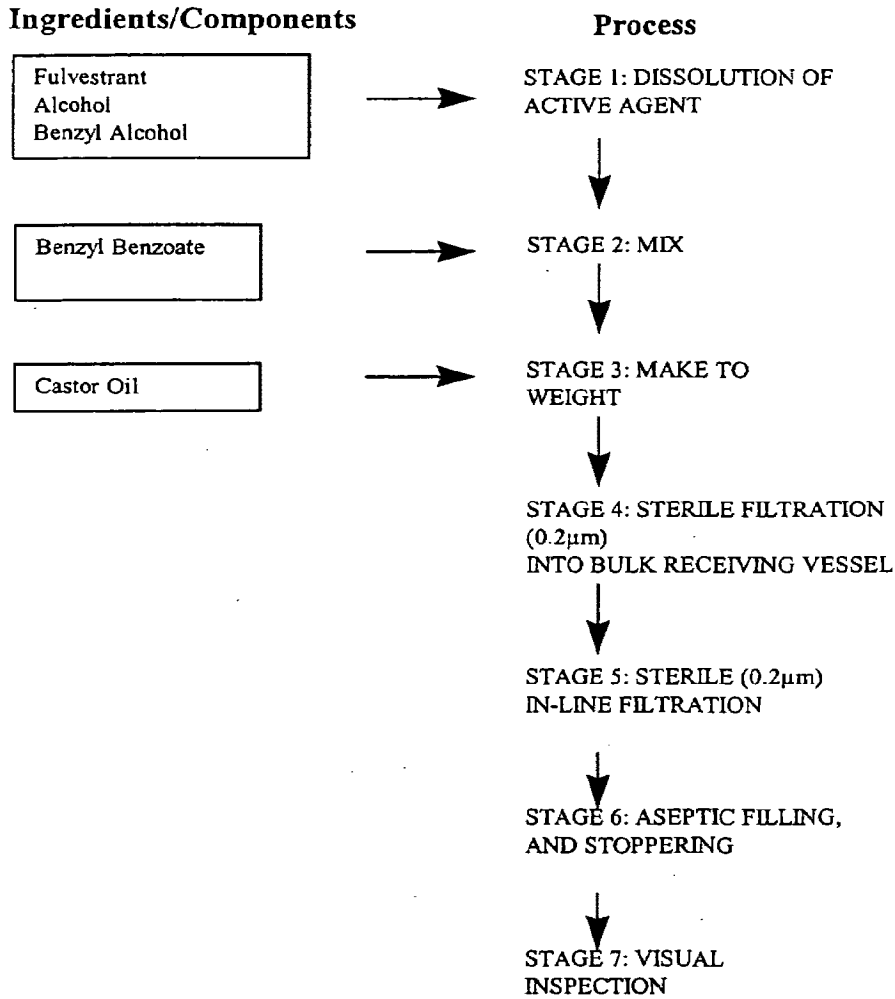 Ingredients/Components
Process
Fulvestrant
Alcohol
Benzyl Alcohol
STAGE 1: DISSOLUTION OF
ACTIVE AGENT
Benzyl Benzoate
STAGE 2: MIX
Castor Oil
STAGE 3: MAKE TO
WEIGHT
STAGE 4: STERILE FILTRATION
(0.2µm)
INTO BULK RECEIVING VESSEL
STAGE 5: STERILE (0.2µm)
IN-LINE FILTRATION
STAGE 6: ASEPTIC FILLING,
AND STOPPERING
STAGE 7: VISUAL
INSPECTION